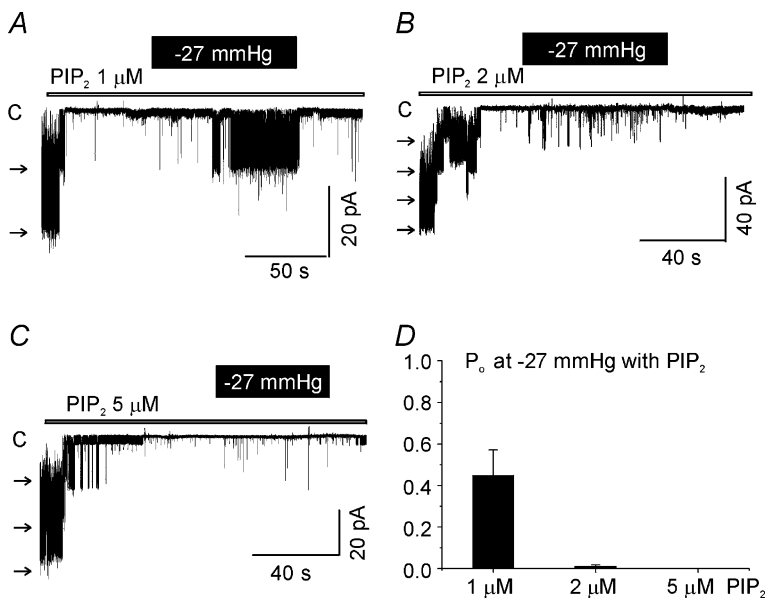 A
-27 mmHg
PIP2 1 μM
C
→
→
20 pA
50 s
B
-27 mmHg
PIP2 2 μM
C
→
→
→
→
40 pA
40 s
C
-27 mmHg
PIP2 5 μM
C
→
→
→
20 pA
40 s
D
Po at -27 mmHg with PIP2
1.0
0.8
0.6
0.4
0.2
0.0
1 μM 2 μM 5 μM PIP2